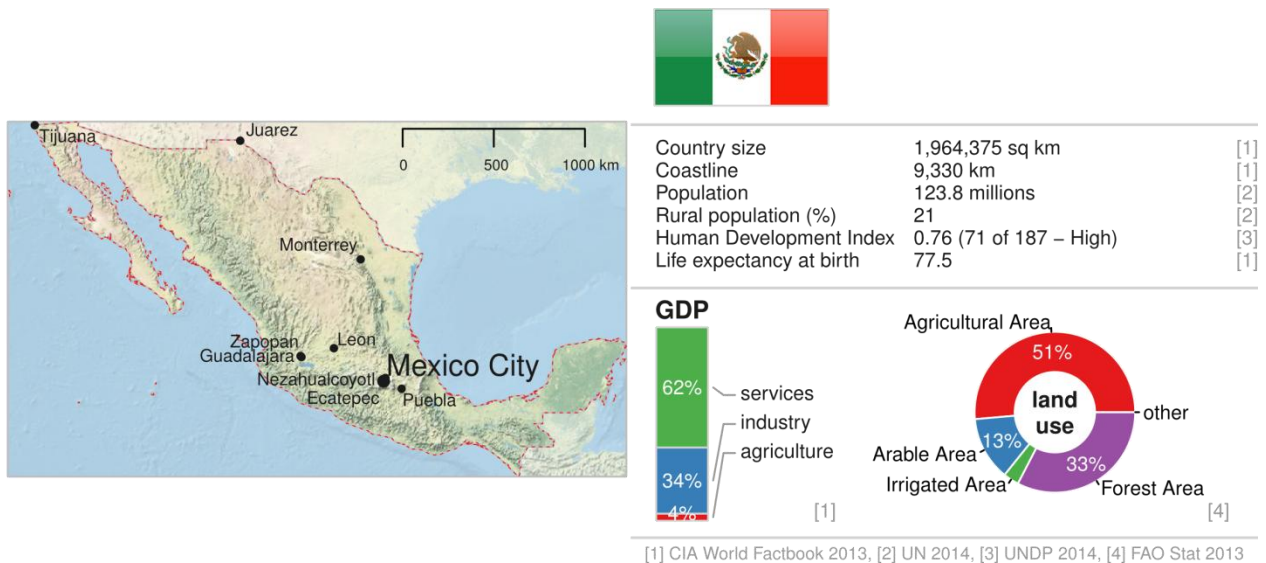 Tijuana
Juarez
0 500 1000 km
Monterrey
Zapopan
Leon
Guadalajara
Mexico City
Nezahualcoyotl
Ecatepec
Puebla
Country size 1,964,375 sq km [1]
Coastline 9,330 km [1]
Population 123.8 millions [2]
Rural population (%) 21 [2]
Human Development Index 0.76 (71 of 187 − High) [3]
Life expectancy at birth 77.5 [1]
GDP
62%
services
industry
agriculture
34%
4%
[1]
Agricultural Area
51%
land
use
other
Arable Area
13%
Irrigated Area
33%
Forest Area
[4]
[1] CIA World Factbook 2013, [2] UN 2014, [3] UNDP 2014, [4] FAO Stat 2013